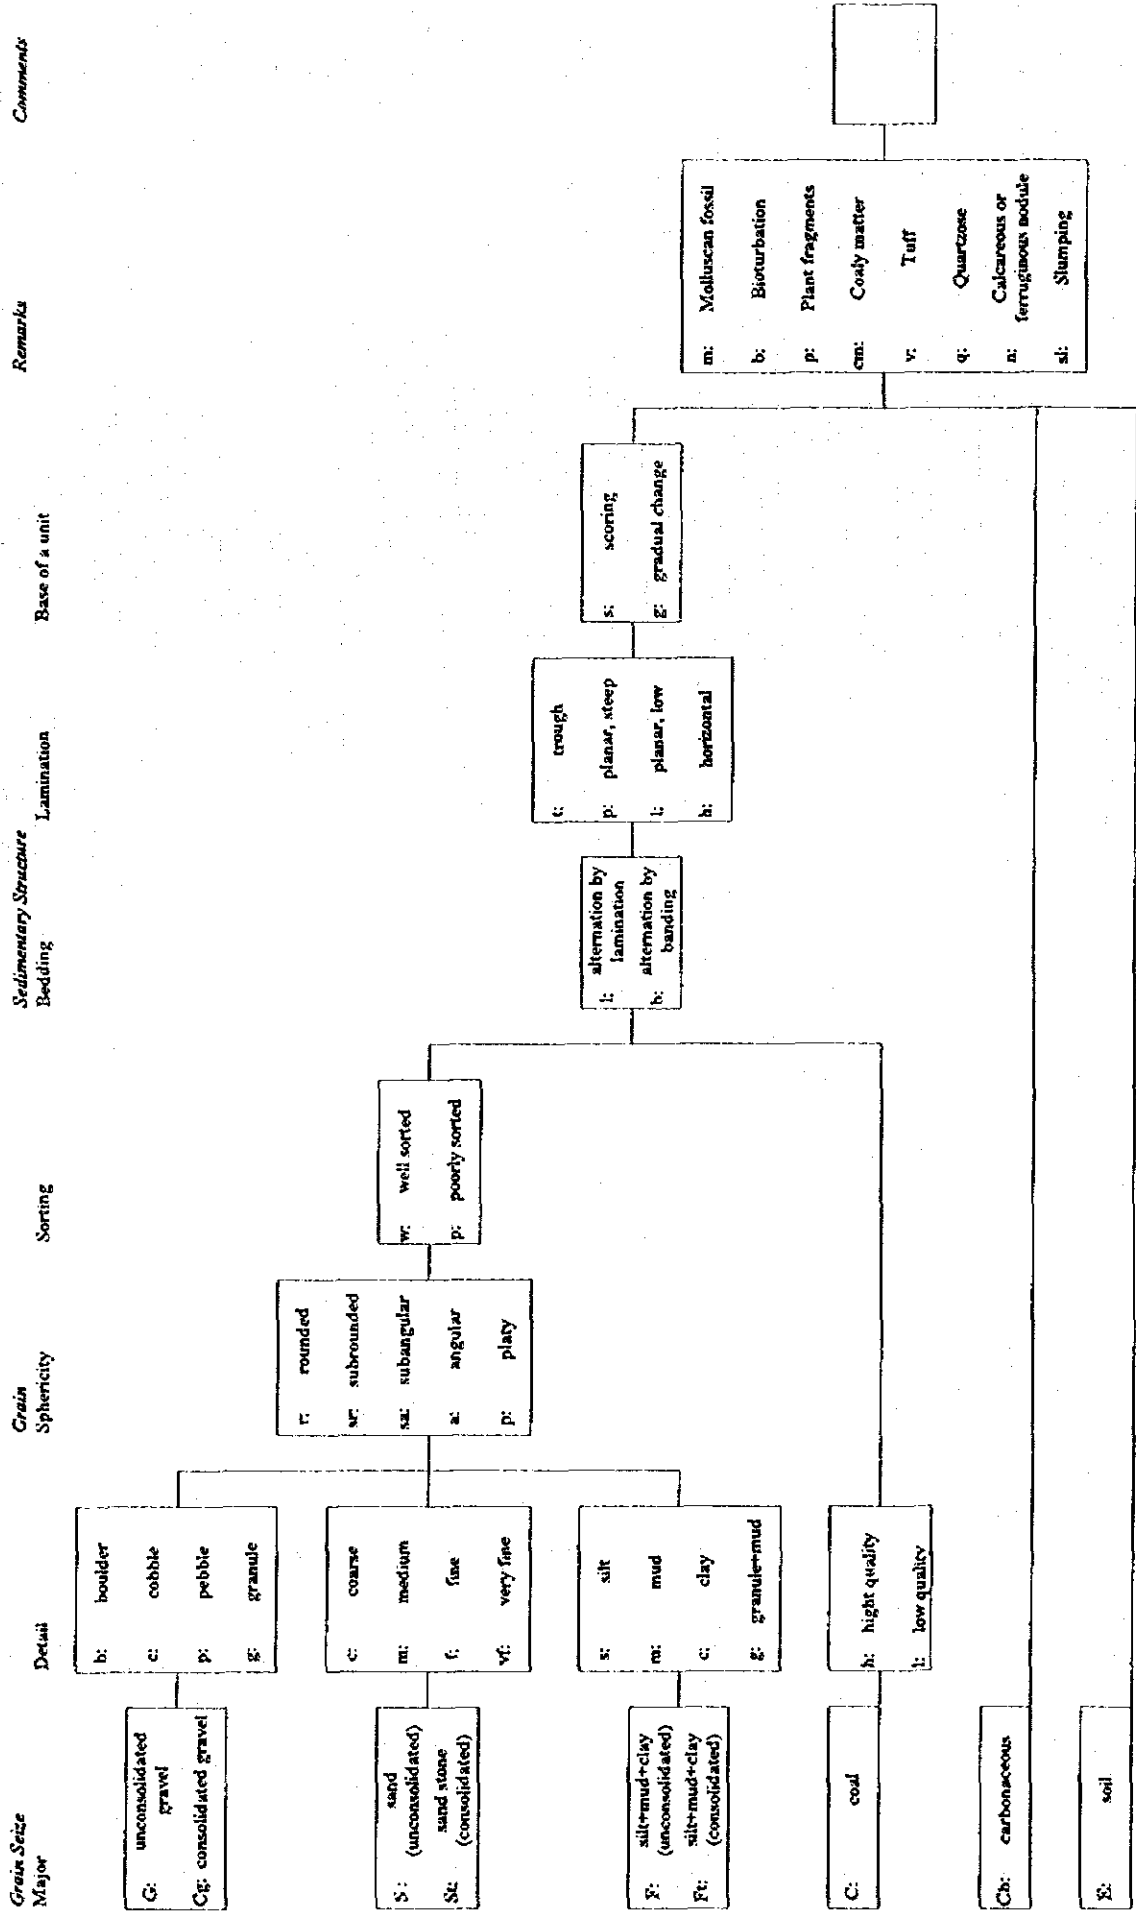 Grain Seize
Major
Detail
Grain
Sphericity
Sorting
Sedimentary Structure
Bedding
Lamination
Base of a unit
Remarks
Comments
G: unconsolidated
gravel
Cg: consolidated gravel
b: boulder
c: cobble
p: pebble
g: granule
S: sand
(unconsolidated)
St: sand stone
(consolidated)
c: coarse
m: medium
f: fine
vf: very fine
F: silt+mud+clay
(unconsolidated)
Ft: silt+mud+clay
(consolidated)
s: silt
m: mud
c: clay
g: granule+mud
C: coal
h: hight quality
l: low quality
Cb: carbonaceous
E: soil
r: rounded
sr: subrounded
sa: subangular
a: angular
p: platy
w: well sorted
p: poorly sorted
l: alternation by
lamination
b: alternation by
banding
t: trough
p: planar, steep
l: planar, low
h: horizontal
s: scoring
g: gradual change
m: Molluscan fossil
b: Bioturbation
p: Plant fragments
cm: Coaly matter
v: Tuff
q: Quartzose
n: Calcareous or
ferruginous nodule
sl: Slumping